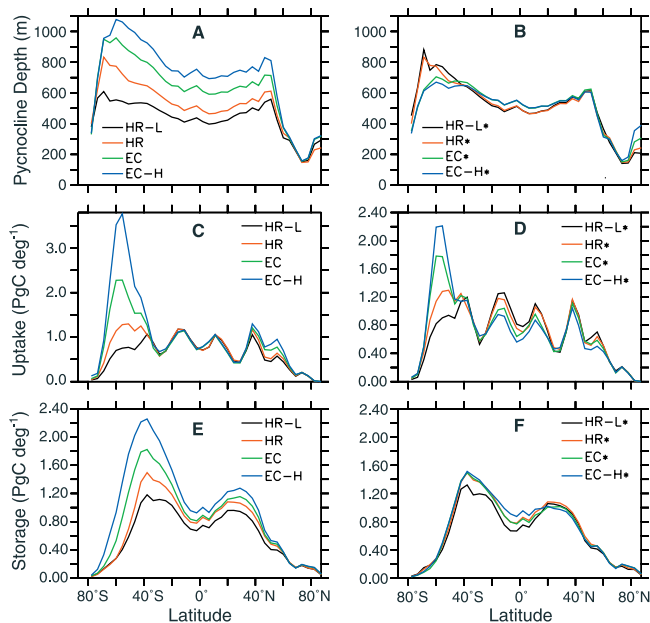 Pycnocline Depth (m)
1000
800
600
400
200
0
A
HR-L
HR
EC
EC-H
1000
800
600
400
200
0
B
HR-L*
HR*
EC*
EC-H*
Uptake (PgC deg-1)
3.0
2.0
1.0
0.0
C
HR-L
HR
EC
EC-H
2.40
2.00
1.60
1.20
0.80
0.40
0.00
D
HR-L*
HR*
EC*
EC-H*
Storage (PgC deg-1)
2.40
2.00
1.60
1.20
0.80
0.40
0.00
E
HR-L
HR
EC
EC-H
80°S 40°S 0° 40°N 80°N
Latitude
2.40
2.00
1.60
1.20
0.80
0.40
0.00
F
HR-L*
HR*
EC*
EC-H*
80°S 40°S 0° 40°N 80°N
Latitude